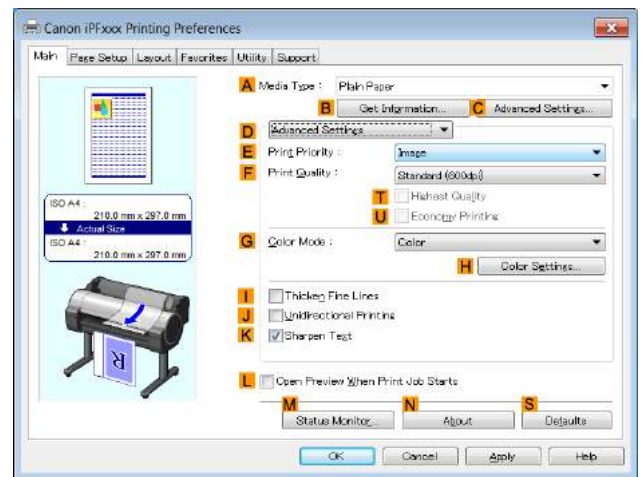 Canon iPFxxx Printing Preferences
Main Page Setup Layout Favorites Utility Support
A Media Type : Plain Paper
B Get Information... C Advanced Settings...
D Advanced Settings
E Print Priority : Image
F Print Quality : Standard (600dpi)
T Highest Quality
U Economy Printing
ISO A4 :
210.0 mm x 297.0 mm
Actual Size
ISO A4 :
210.0 mm x 297.0 mm
G Color Mode : Color
H Color Settings...
I Thicken Fine Lines
J Unidirectional Printing
K Sharpen Text
R
L Open Preview When Print Job Starts
M N S
Status Monitor... About Defaults
OK Cancel Apply Help